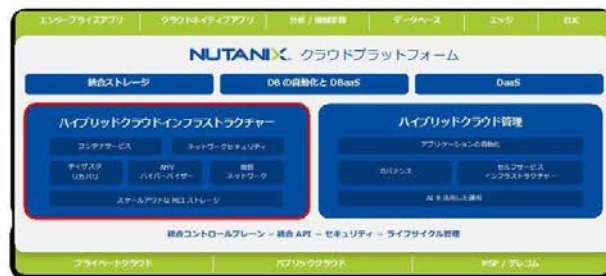 エンタープライズアプリ クラウドネイティブアプリ 分析 / 機械学習 データベース エッジ EUC
NUTANIX クラウドプラットフォーム
統合ストレージ DB の自動化と DBaaS DaaS
ハイブリッドクラウドインフラストラクチャー ハイブリッドクラウド管理
コンテナサービス ネットワークセキュリティ アプリケーションの自動化
ディザスタ リカバリ AHV ハイパーバイザー 仮想 ネットワーク ガバナンス セルフサービス インフラストラクチャー
スケールアウトな HCI ストレージ AI を活用した運用
統合コントロールプレーン – 統合 API – セキュリティ – ライフサイクル管理
プライベートクラウド パブリッククラウド MSP / テレコム